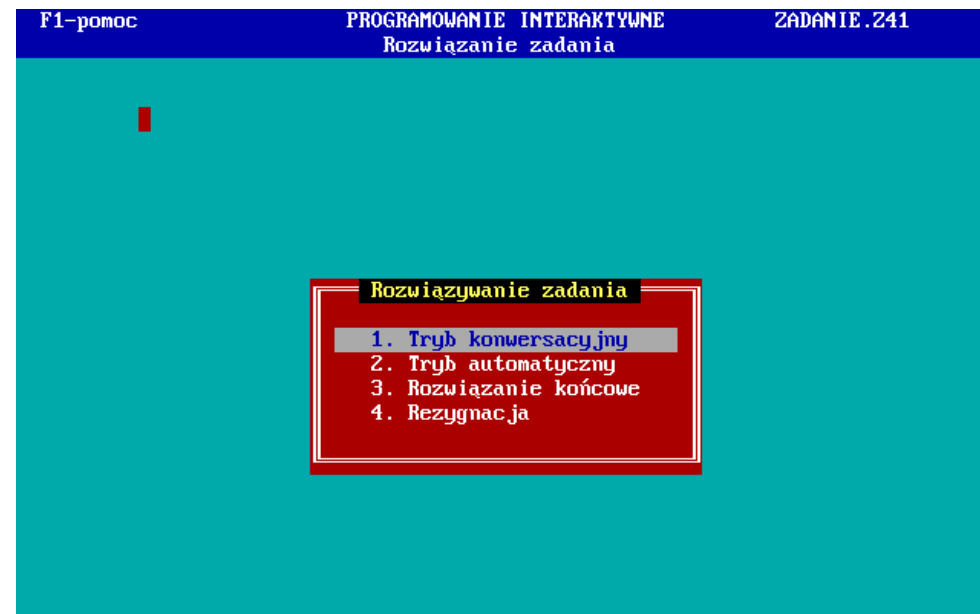 F1-pomoc PROGRAMOWANIE INTERAKTYWNE ZADANIE.Z41
Rozwiązanie zadania
Rozwiązywanie zadania
1. Tryb konwersacyjny
2. Tryb automatyczny
3. Rozwiązanie końcowe
4. Rezygnacja